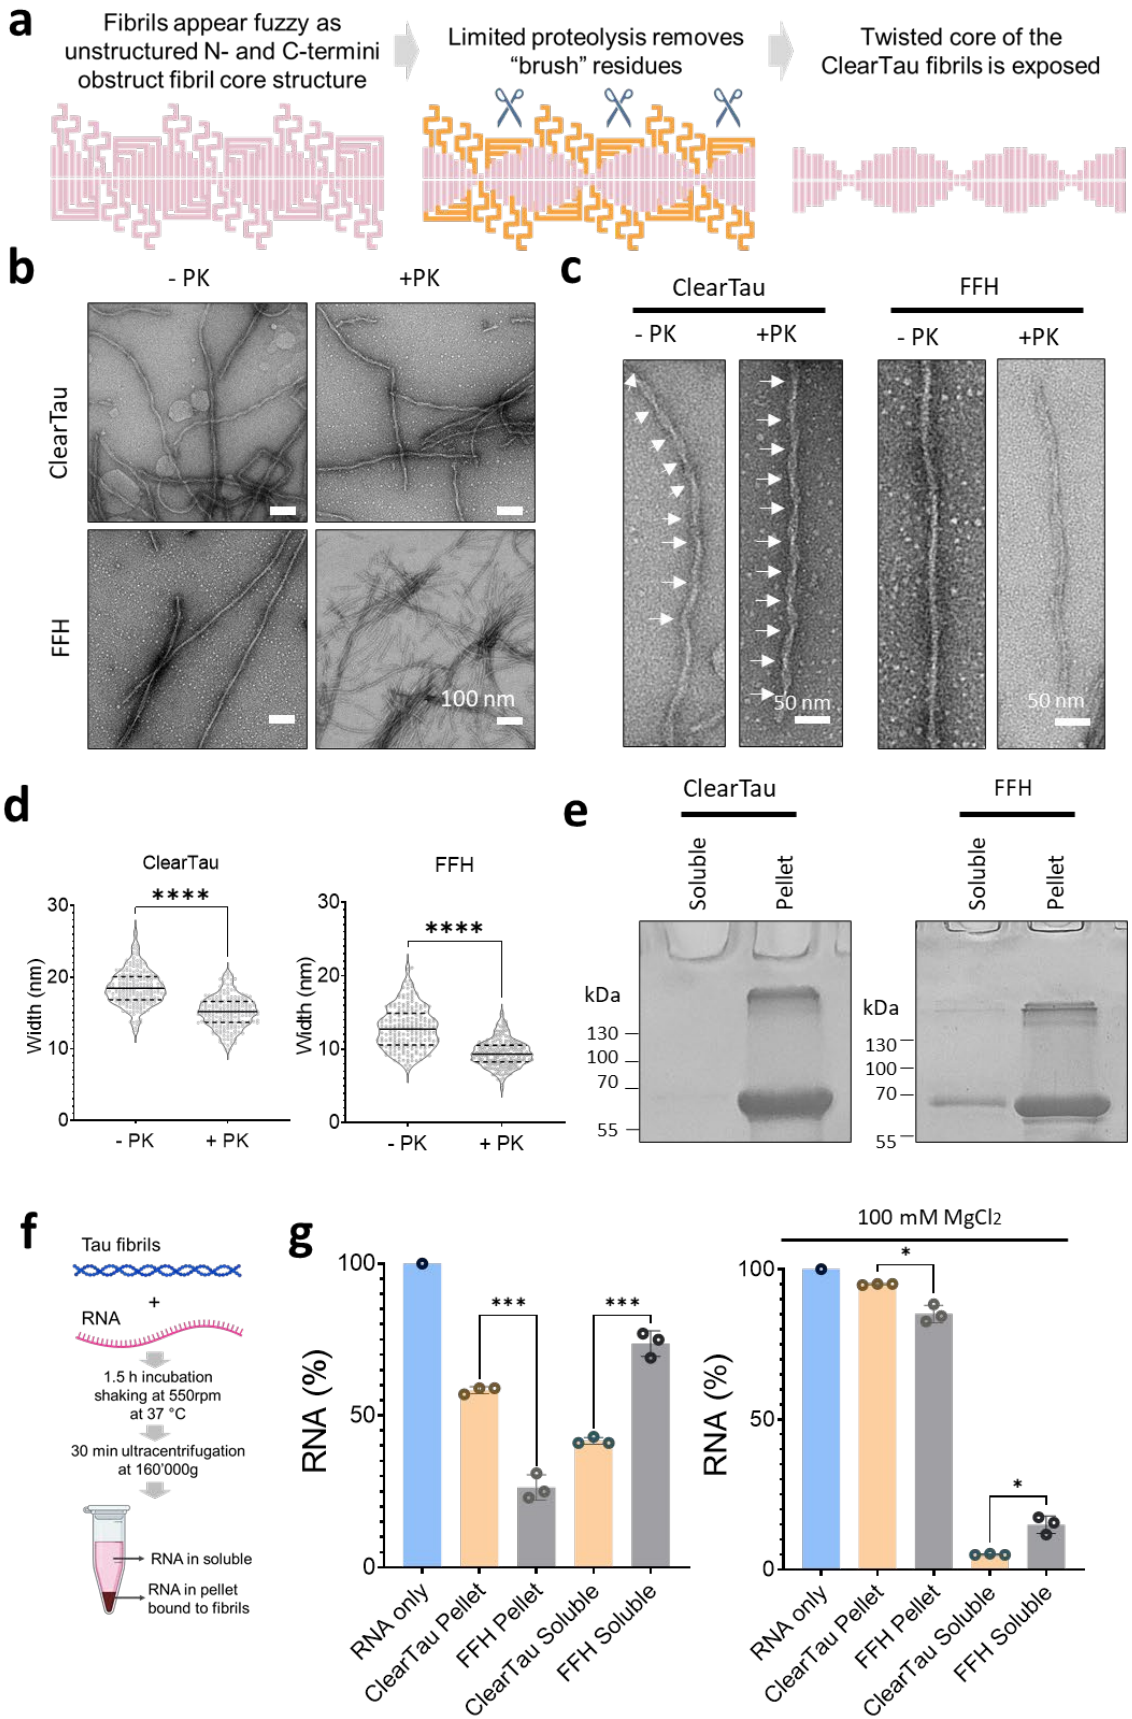 a
Fibrils appear fuzzy as
unstructured N- and C-termini
obstruct fibril core structure
Limited proteolysis removes
“brush” residues
Twisted core of the
ClearTau fibrils is exposed
b
- PK
+PK
ClearTau
FFH
100 nm
c
ClearTau
FFH
- PK
+PK
- PK
+PK
50 nm
50 nm
d
ClearTau
****
30
20
10
0
Width (nm)
- PK
+ PK
FFH
****
30
20
10
0
Width (nm)
- PK
+ PK
e
ClearTau
FFH
Soluble
Pellet
Soluble
Pellet
kDa
130
100
70
55
kDa
130
100
70
55
f
Tau fibrils
+
RNA
1.5 h incubation
shaking at 550rpm
at 37 °C
30 min ultracentrifugation
at 160'000g
RNA in soluble
RNA in pellet
bound to fibrils
g
100
50
0
RNA (%)
***
***
RNA only
ClearTau Pellet
FFH Pellet
ClearTau Soluble
FFH Soluble
100 mM MgCl2
100
50
0
RNA (%)
*
*
RNA only
ClearTau Pellet
FFH Pellet
ClearTau Soluble
FFH Soluble